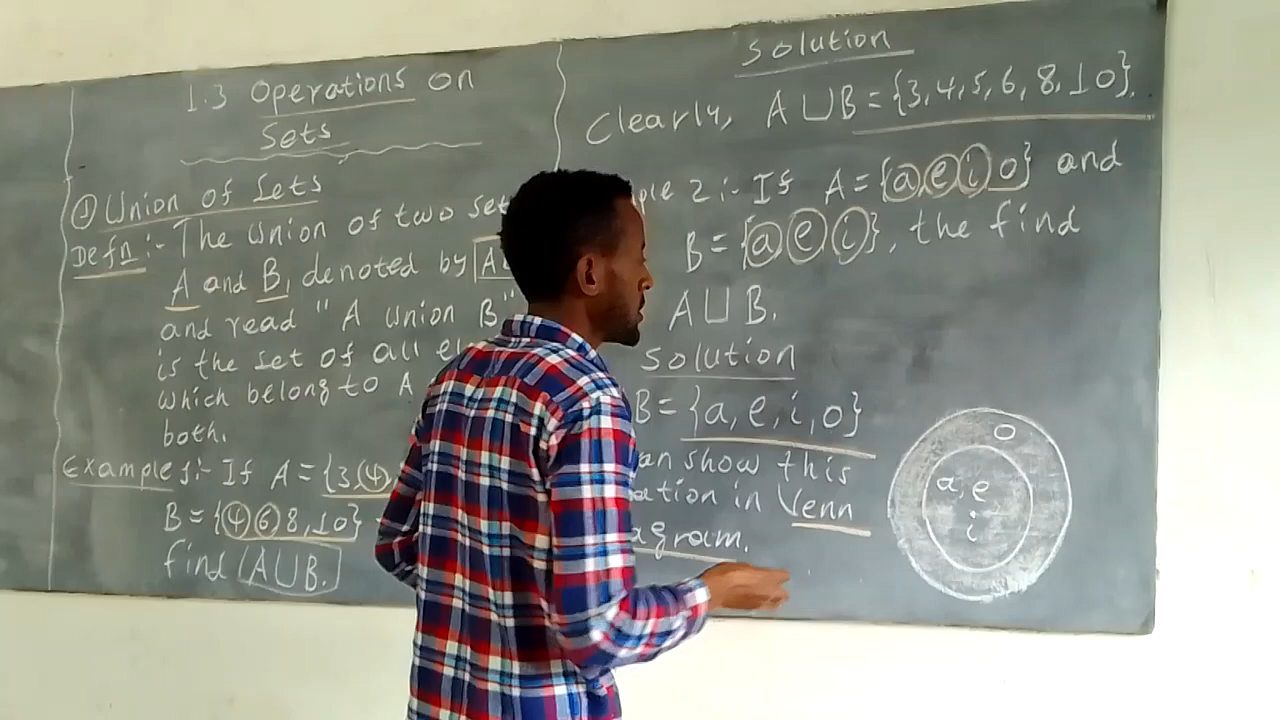 1.3 Operations on
Sets
① Union of Sets
Defn:- The Union of two set
A and B, denoted by A
and read "A union B"
is the set of all el
which belong to A
both.
Example 1:- If A = {3,4,
B = {4 6 8, 10}
find A∪B.
Solution
Clearly, A∪B = {3,4,5,6,8,10}.
ple 2:- If A = {a, e, i, o} and
B = {a e i}, the find
A∪B.
Solution
B = {a, e, i, o}
an show this
ation in Venn
agram.
o
a, e
i